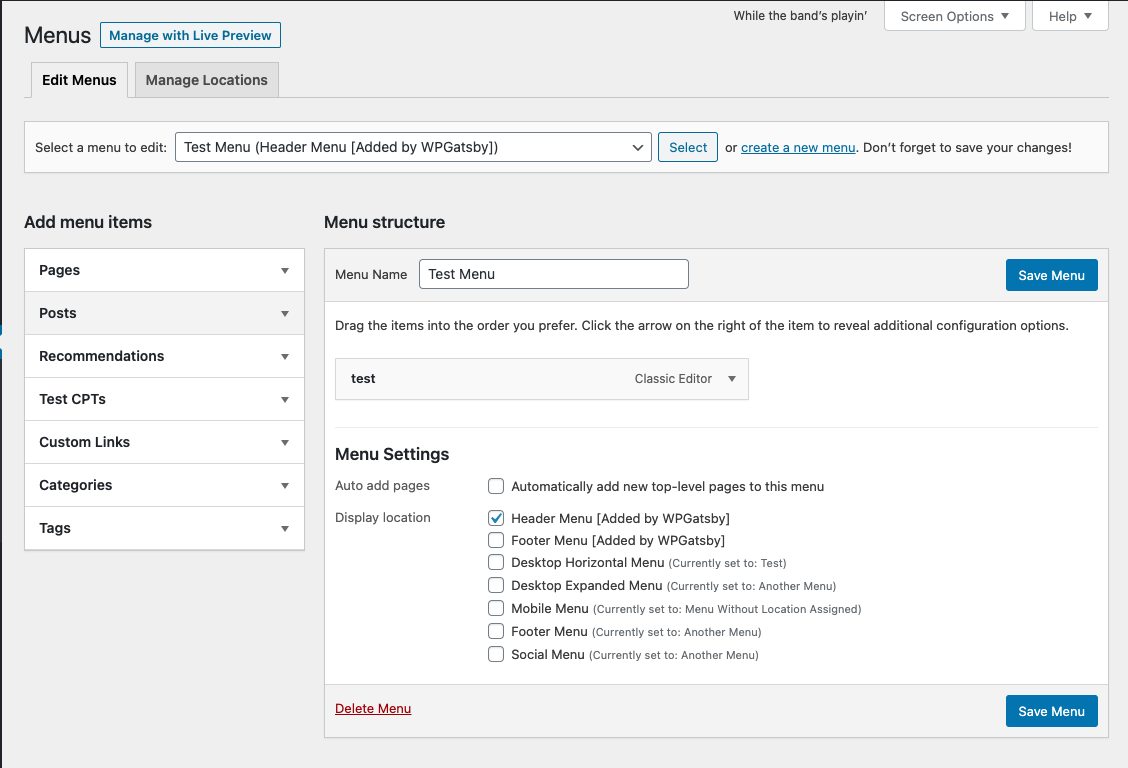 While the band’s playin’
Screen Options
Help
Menus
Manage with Live Preview
Edit Menus
Manage Locations
Select a menu to edit:
Test Menu (Header Menu [Added by WPGatsby])
Select
or create a new menu. Don’t forget to save your changes!
Add menu items
Pages
Posts
Recommendations
Test CPTs
Custom Links
Categories
Tags
Menu structure
Menu Name
Test Menu
Save Menu
Drag the items into the order you prefer. Click the arrow on the right of the item to reveal additional configuration options.
test
Classic Editor
Menu Settings
Auto add pages
Automatically add new top-level pages to this menu
Display location
Header Menu [Added by WPGatsby]
Footer Menu [Added by WPGatsby]
Desktop Horizontal Menu (Currently set to: Test)
Desktop Expanded Menu (Currently set to: Another Menu)
Mobile Menu (Currently set to: Menu Without Location Assigned)
Footer Menu (Currently set to: Another Menu)
Social Menu (Currently set to: Another Menu)
Delete Menu
Save Menu